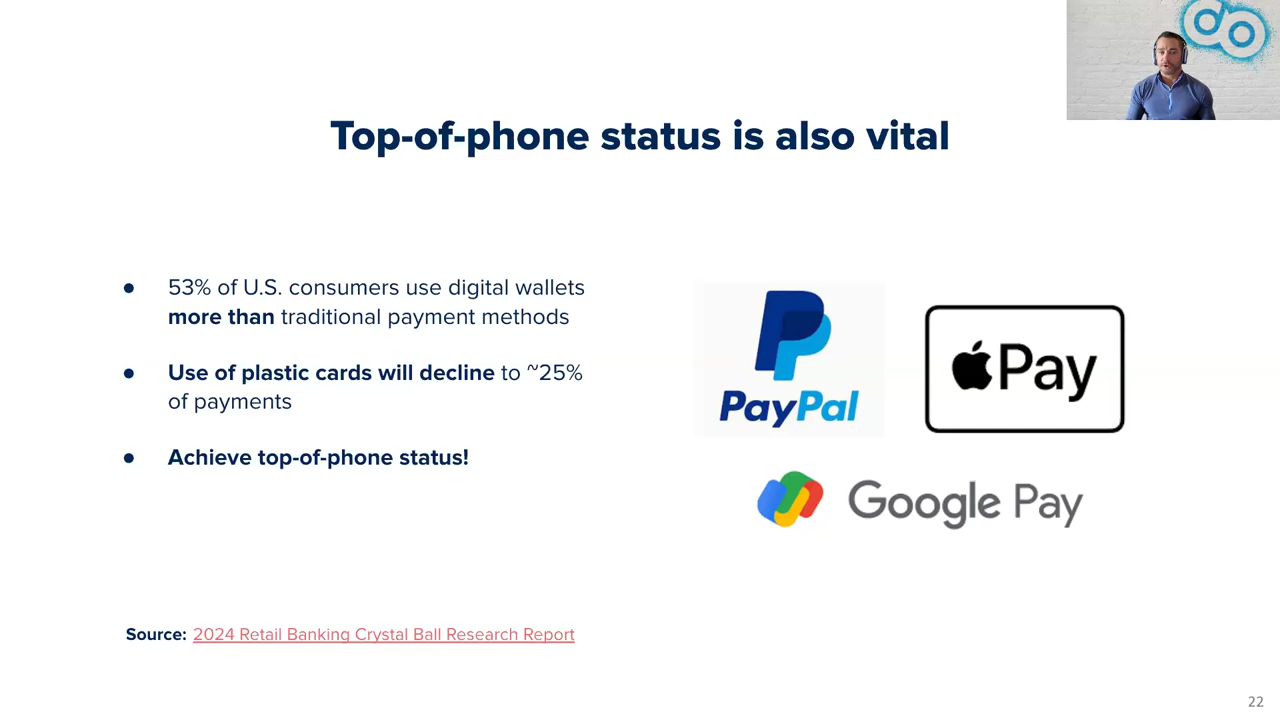 Top-of-phone status is also vital
● 53% of U.S. consumers use digital wallets
more than traditional payment methods
● Use of plastic cards will decline to ~25%
of payments
● Achieve top-of-phone status!
PayPal
Pay
Google Pay
Source: 2024 Retail Banking Crystal Ball Research Report
22